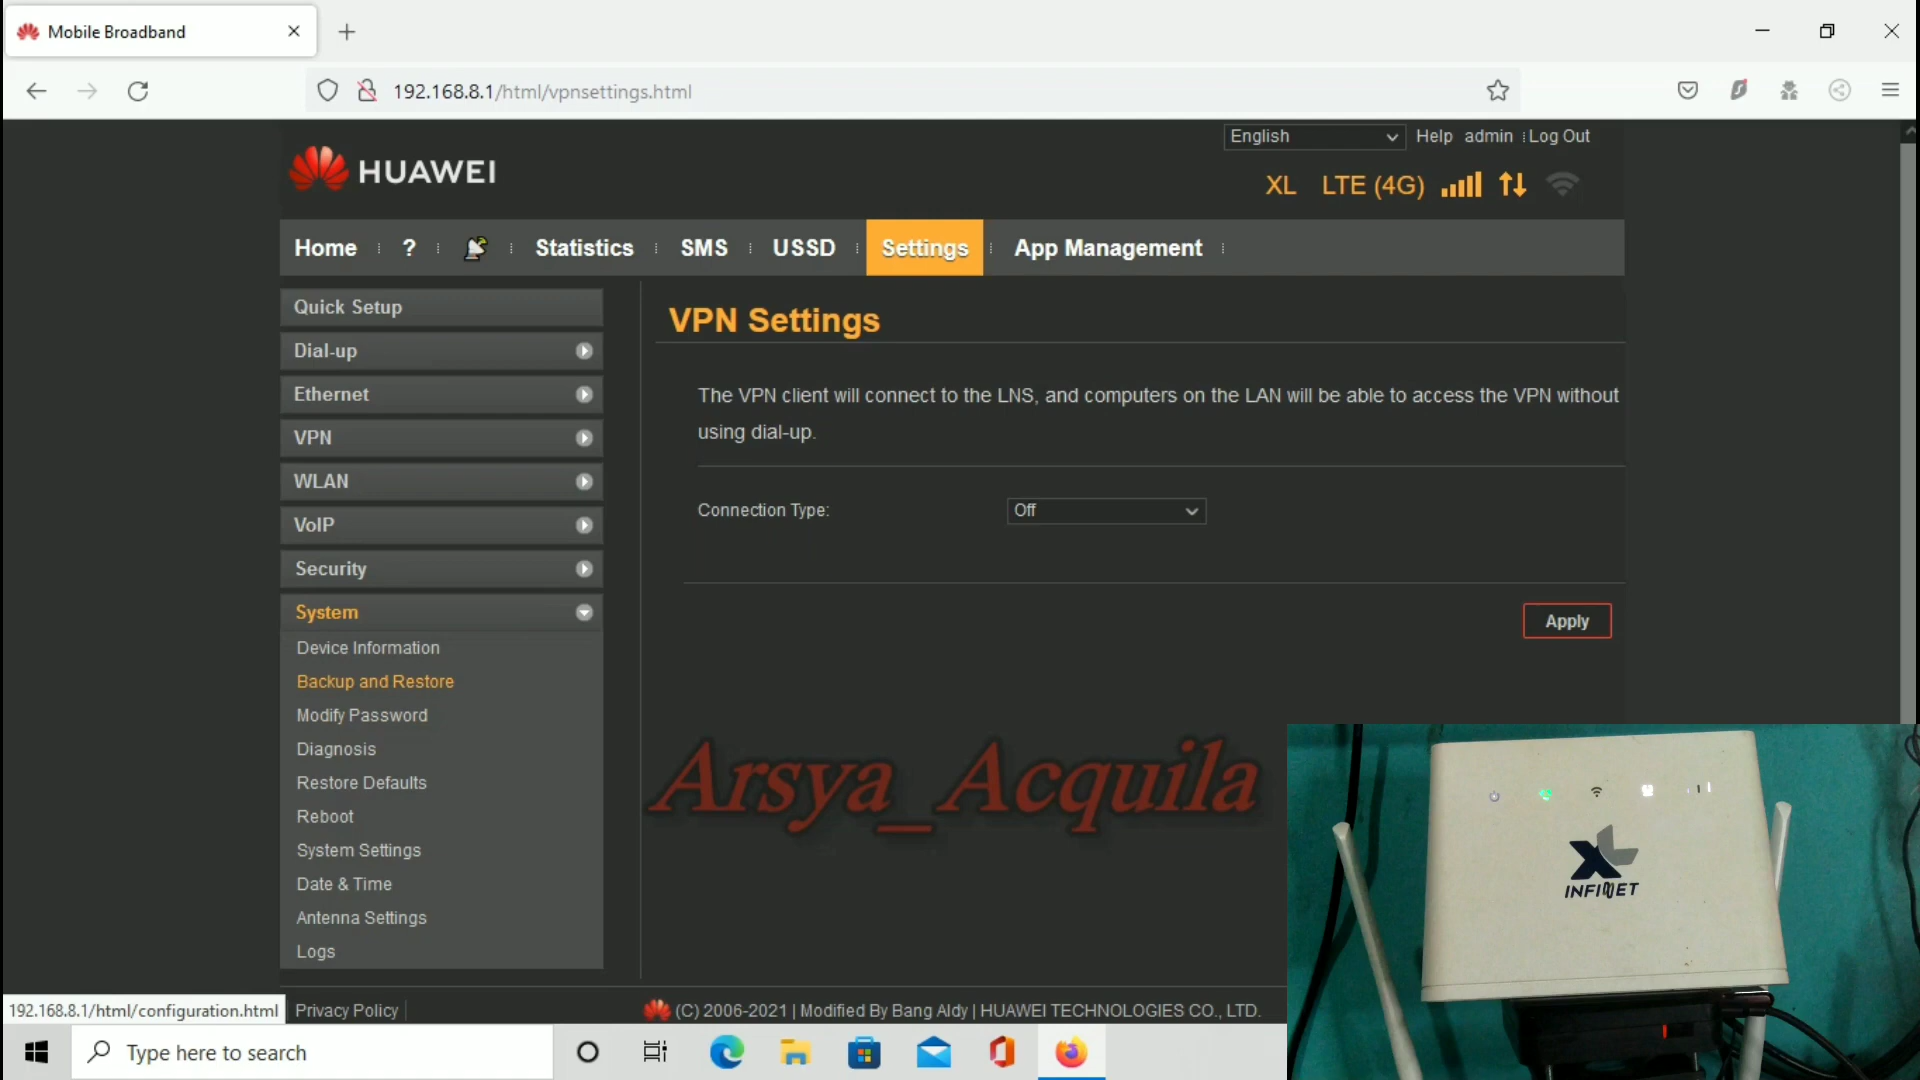 Mobile Broadband
192.168.8.1/html/vpnsettings.html
English
Help admin Log Out
HUAWEI
XL LTE (4G)
Home ? Statistics SMS USSD Settings App Management
Quick Setup
Dial-up
Ethernet
VPN
WLAN
VoIP
Security
System
Device Information
Backup and Restore
Modify Password
Diagnosis
Restore Defaults
Reboot
System Settings
Date & Time
Antenna Settings
Logs
VPN Settings
The VPN client will connect to the LNS, and computers on the LAN will be able to access the VPN without
using dial-up.
Connection Type: Off
Apply
Arsya_Acquila
XL
INFINET
192.168.8.1/html/configuration.html
Privacy Policy
(C) 2006-2021 | Modified By Bang Aldy | HUAWEI TECHNOLOGIES CO., LTD.
Type here to search